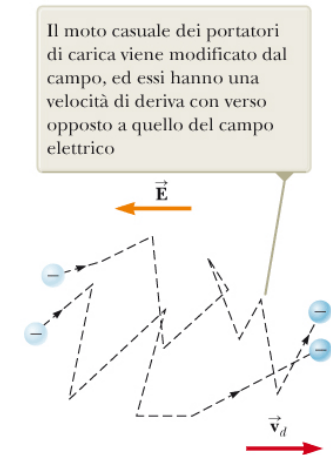 Il moto casuale dei portatori
di carica viene modificato dal
campo, ed essi hanno una
velocità di deriva con verso
opposto a quello del campo
elettrico
E⃗
−
−
−
−
v⃗d